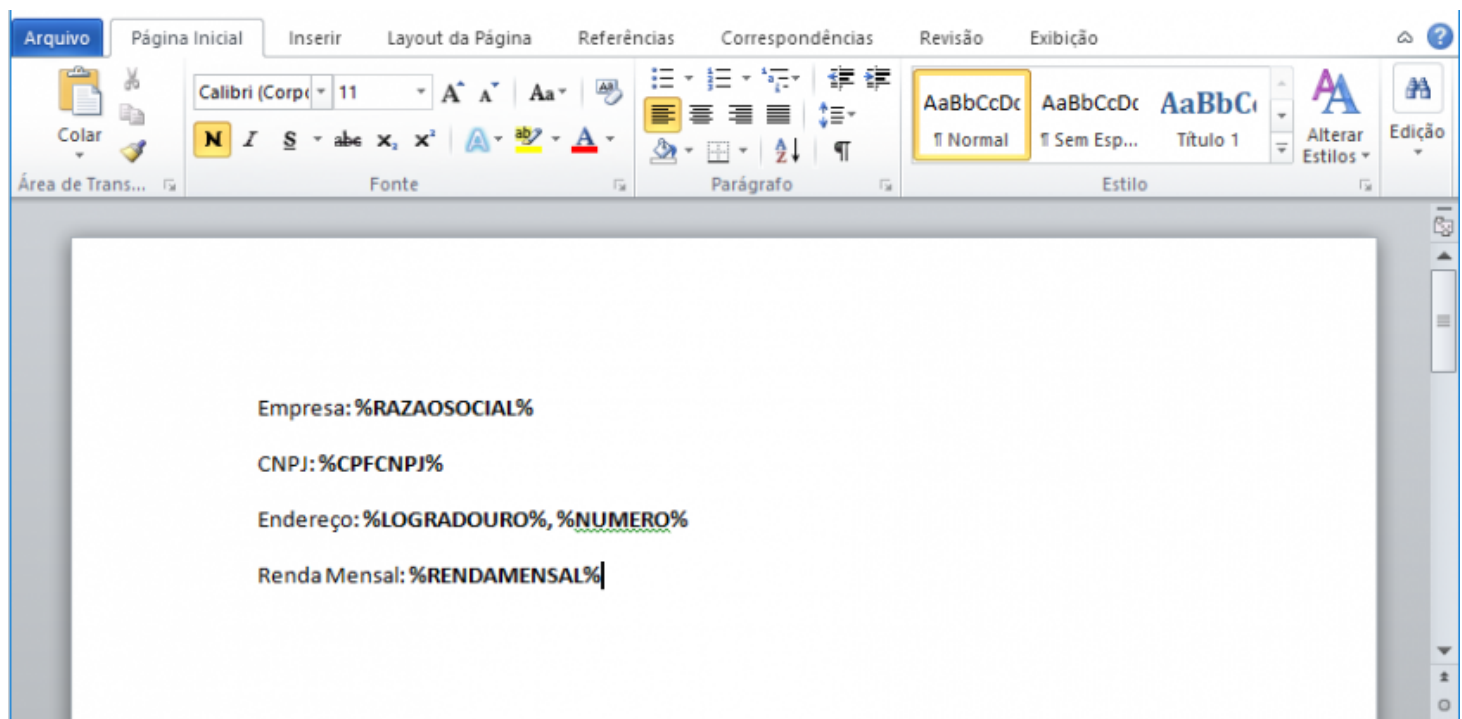 Arquivo Página Inicial Inserir Layout da Página Referências Correspondências Revisão Exibição
Calibri (Corpo 11 A A Aa
Colar N I S abc x₂ x² ab A A
AaBbCcDc AaBbCcDc AaBbC
¶ Normal ¶ Sem Esp... Título 1
Alterar
Estilos
Edição
Área de Trans... Fonte Parágrafo Estilo
Empresa: %RAZAOSOCIAL%
CNPJ: %CPFCNPJ%
Endereço: %LOGRADOURO%, %NUMERO%
Renda Mensal: %RENDAMENSAL%